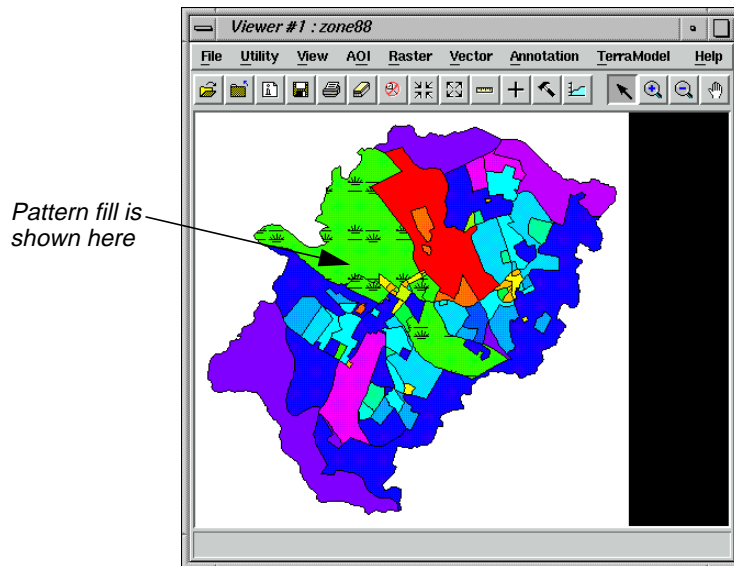 Viewer #1 : zone88
File Utility View AOI Raster Vector Annotation TerraModel Help
Pattern fill is
shown here